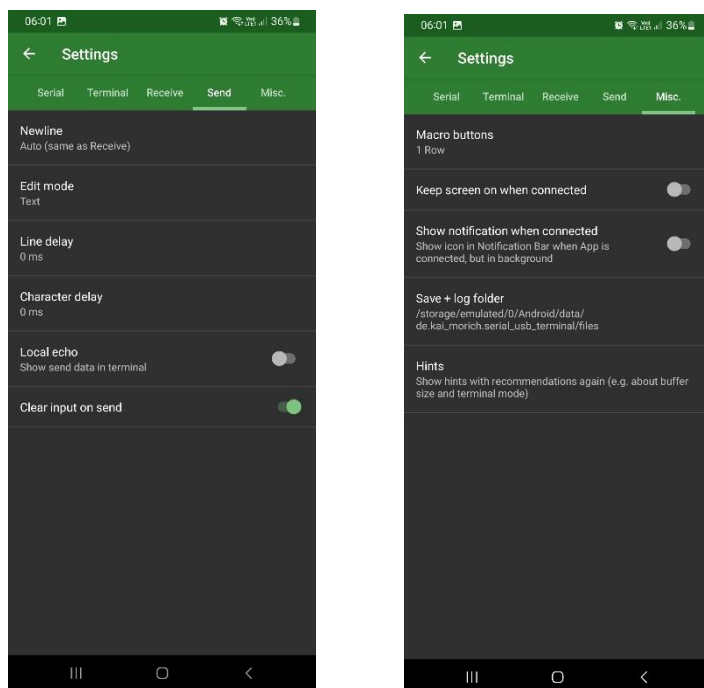 06:01
36%
Settings
Serial Terminal Receive Send Misc.
Newline
Auto (same as Receive)
Edit mode
Text
Line delay
0 ms
Character delay
0 ms
Local echo
Show send data in terminal
Clear input on send
06:01
36%
Settings
Serial Terminal Receive Send Misc.
Macro buttons
1 Row
Keep screen on when connected
Show notification when connected
Show icon in Notification Bar when App is
connected, but in background
Save + log folder
/storage/emulated/0/Android/data/
de.kai_morich.serial_usb_terminal/files
Hints
Show hints with recommendations again (e.g. about buffer
size and terminal mode)